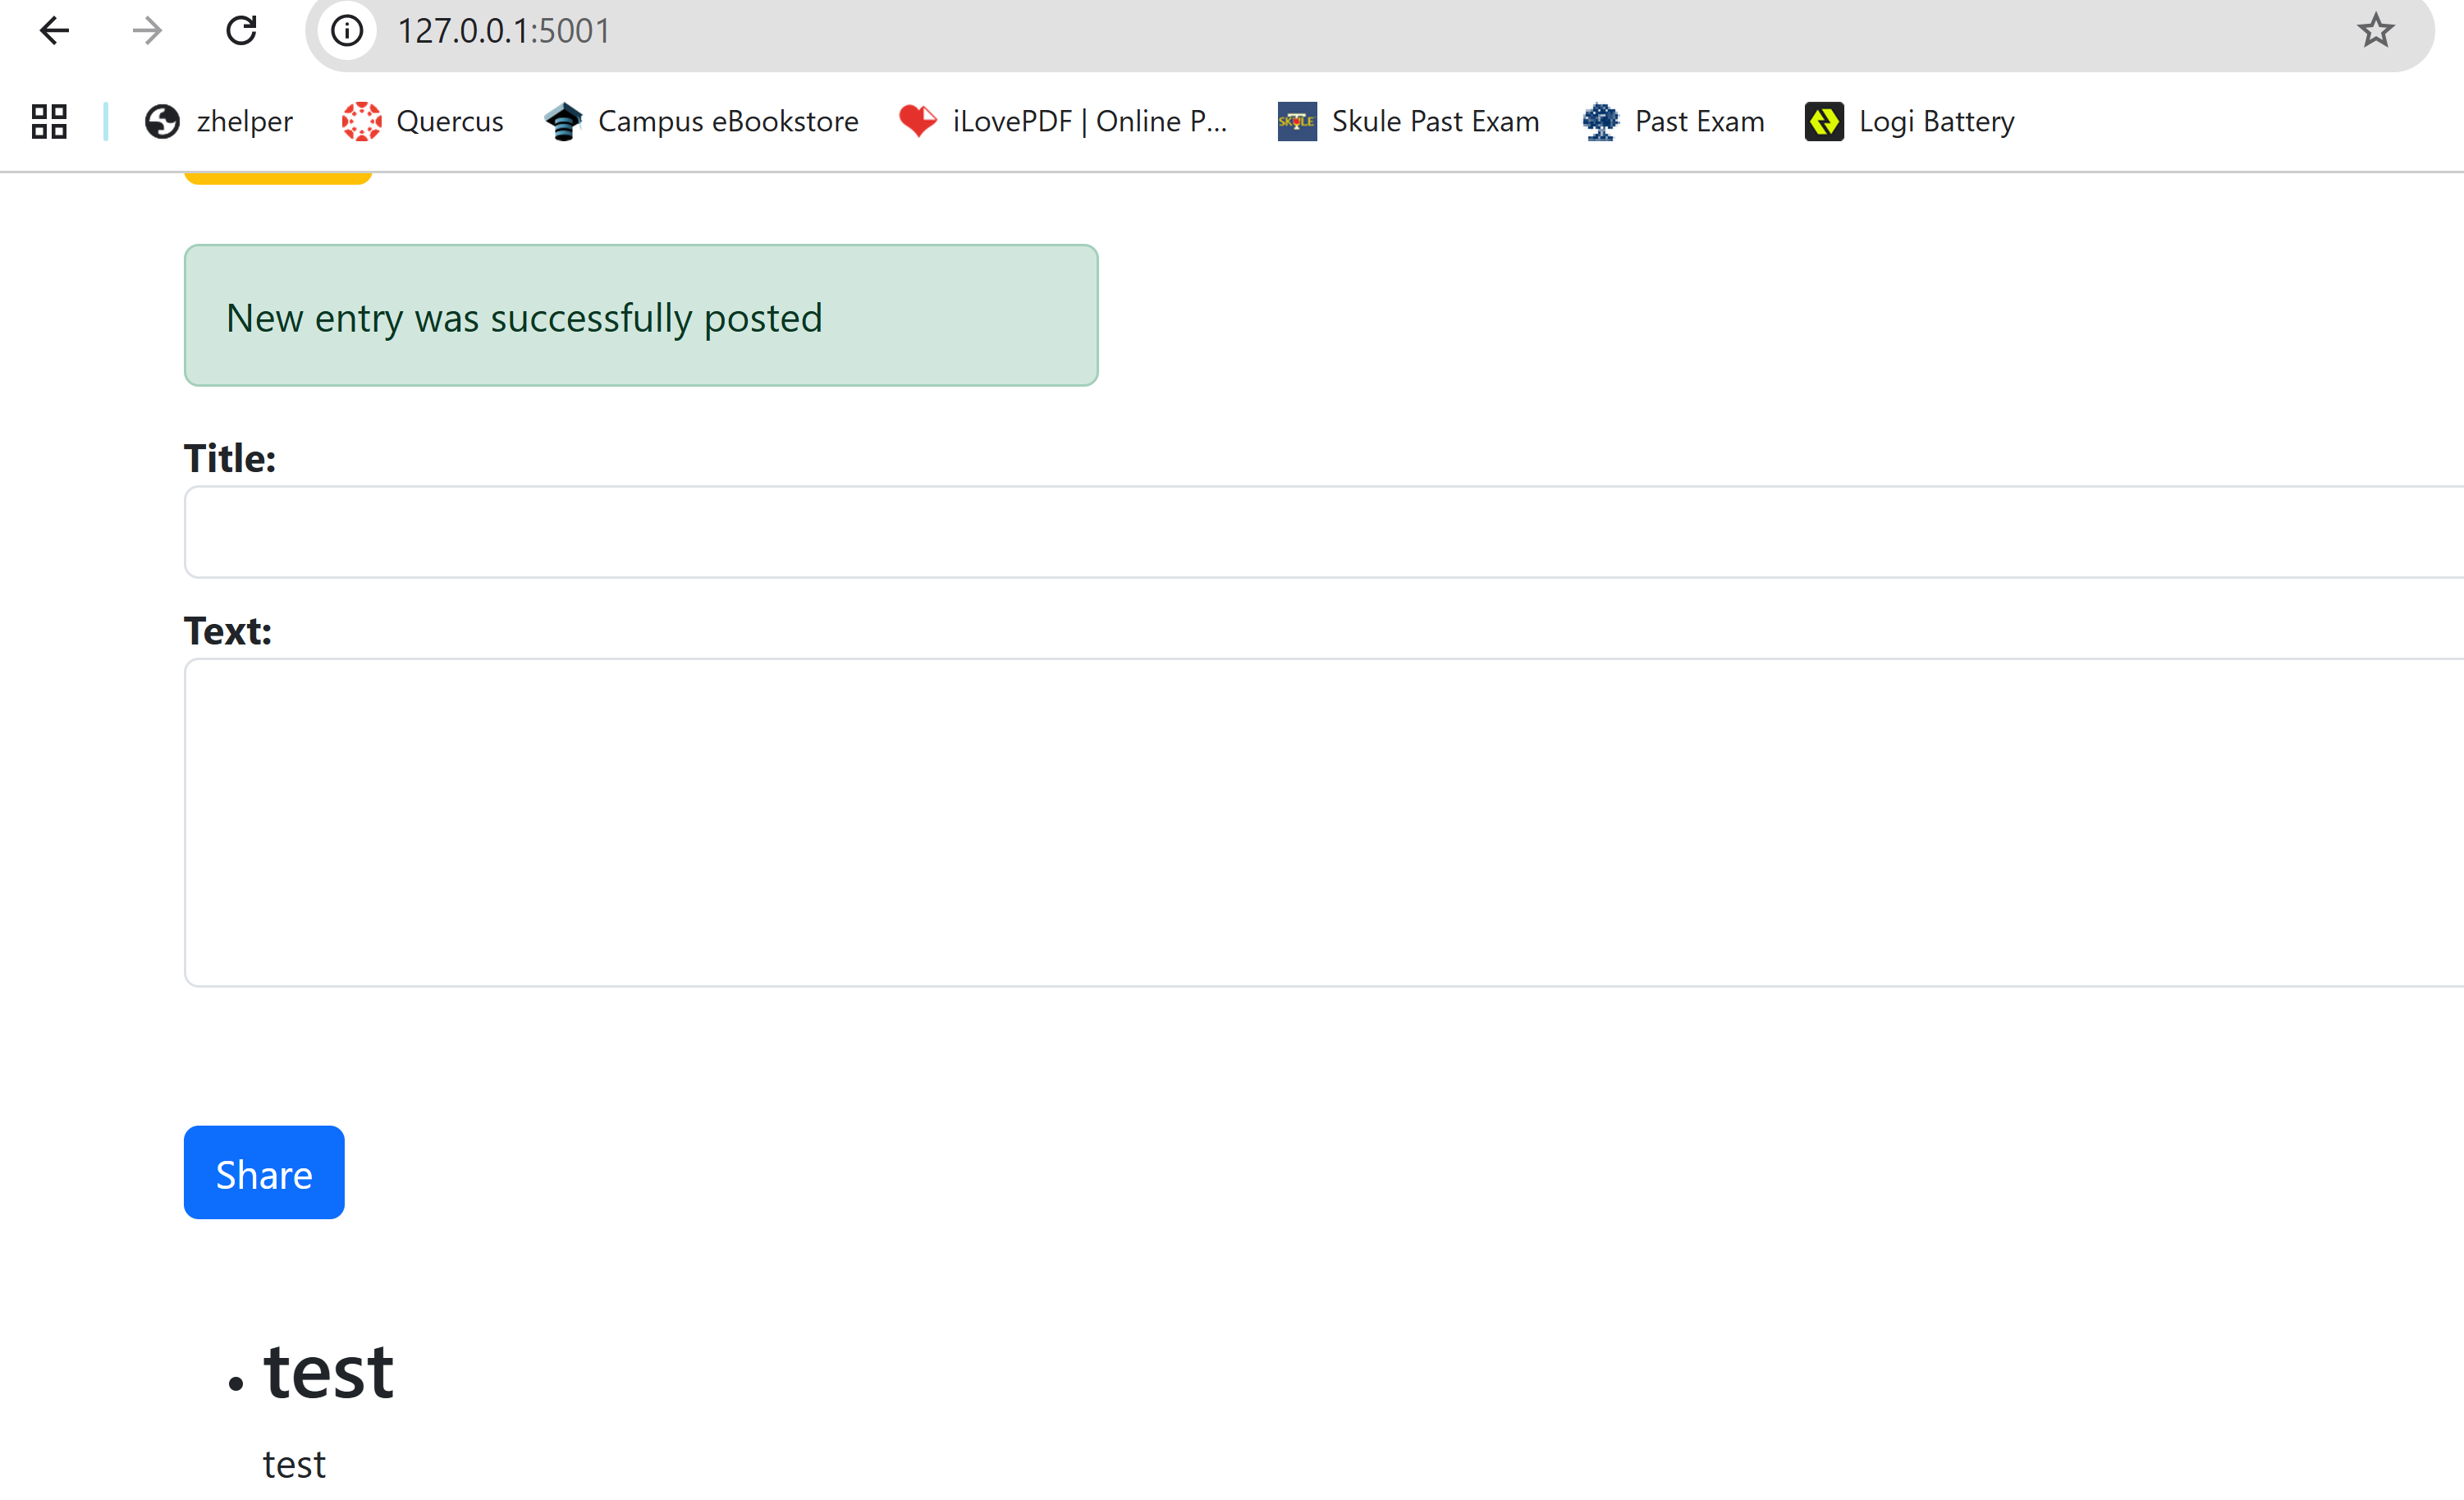 127.0.0.1:5001
zhelper Quercus Campus eBookstore iLovePDF | Online P... SKULE Skule Past Exam Past Exam Logi Battery
New entry was successfully posted
Title:
Text:
Share
• test
test